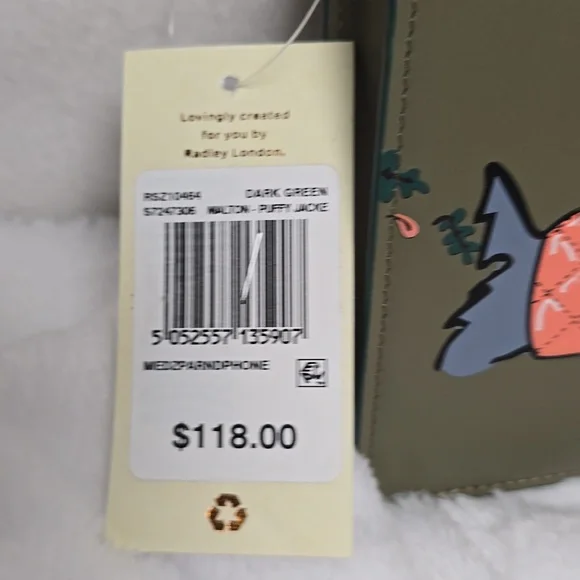 Lovingly created
for you by
Radley London.
RSZ10464 DARK GREEN
S7247306 WALTON - PUFFY JACKE
5 052557 135907
MEDZPARNDPHONE
$118.00